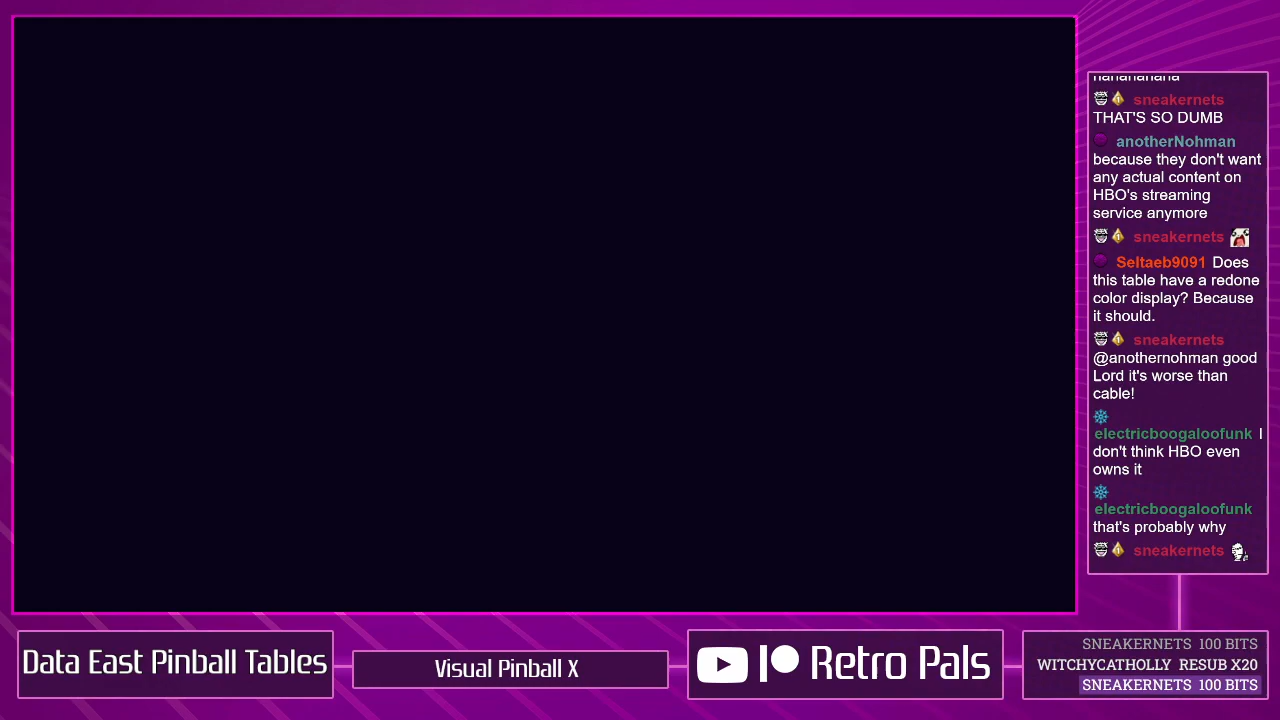 hahahahaha
sneakernets
THAT'S SO DUMB
anotherNohman
because they don't want
any actual content on
HBO's streaming
service anymore
sneakernets
Seltaeb9091 Does
this table have a redone
color display? Because
it should.
sneakernets
@anothernohman good
Lord it's worse than
cable!
electricboogaloofunk I
don't think HBO even
owns it
electricboogaloofunk
that's probably why
sneakernets
Data East Pinball Tables
Visual Pinball X
Retro Pals
SNEAKERNETS 100 BITS
WITCHYCATHOLLY RESUB X20
SNEAKERNETS 100 BITS